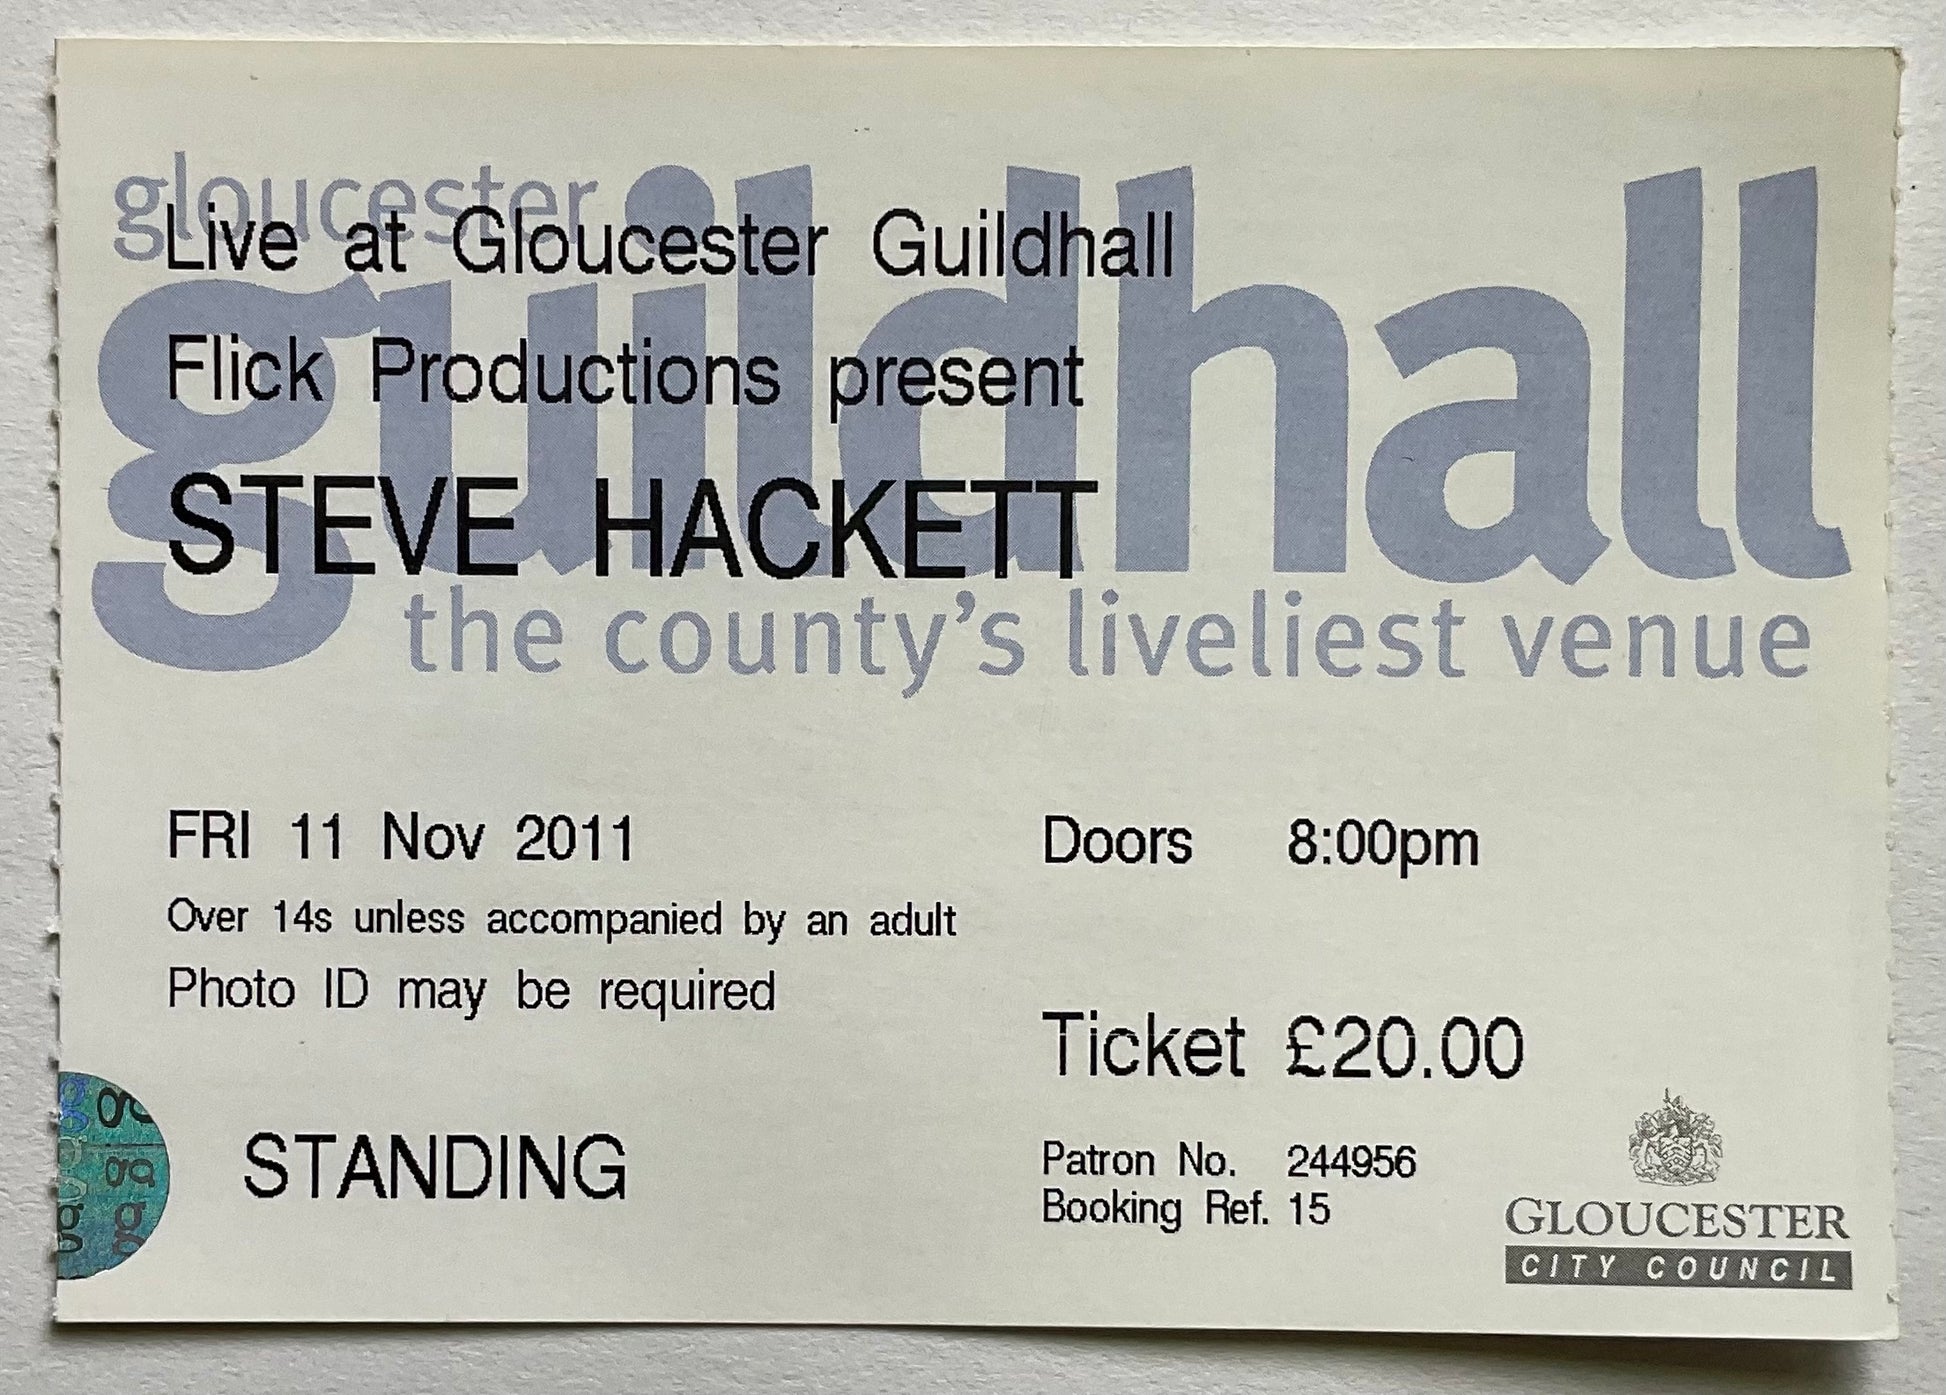 gloucester
guildhall
the county's liveliest venue
Live at Gloucester Guildhall
Flick Productions present
STEVE HACKETT
FRI 11 Nov 2011
Doors 8:00pm
Over 14s unless accompanied by an adult
Photo ID may be required
Ticket £20.00
STANDING
Patron No. 244956
Booking Ref. 15
GLOUCESTER
CITY COUNCIL
g
g
g
g
g
g